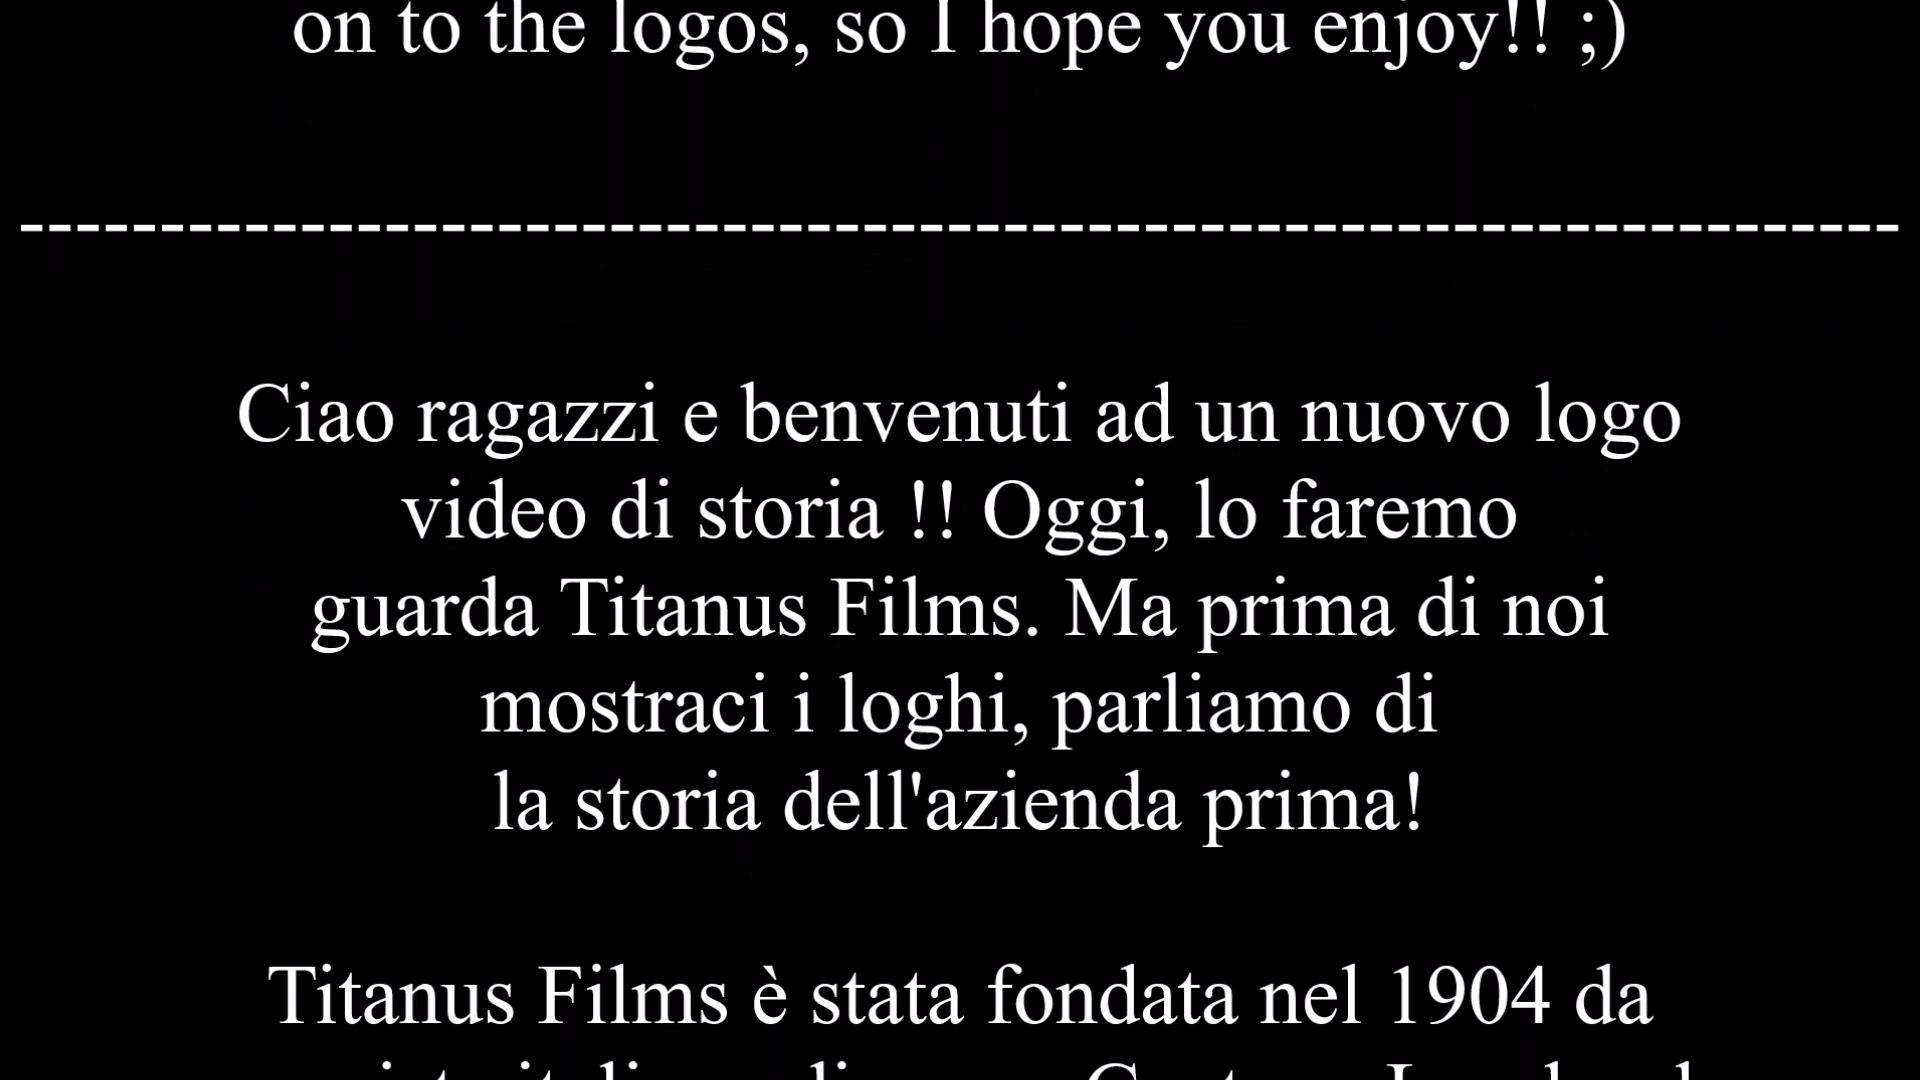 on to the logos, so I hope you enjoy!! ;)
--------------------------------------------------------------------
Ciao ragazzi e benvenuti ad un nuovo logo
video di storia !! Oggi, lo faremo
guarda Titanus Films. Ma prima di noi
mostraci i loghi, parliamo di
la storia dell'azienda prima!
Titanus Films è stata fondata nel 1904 da